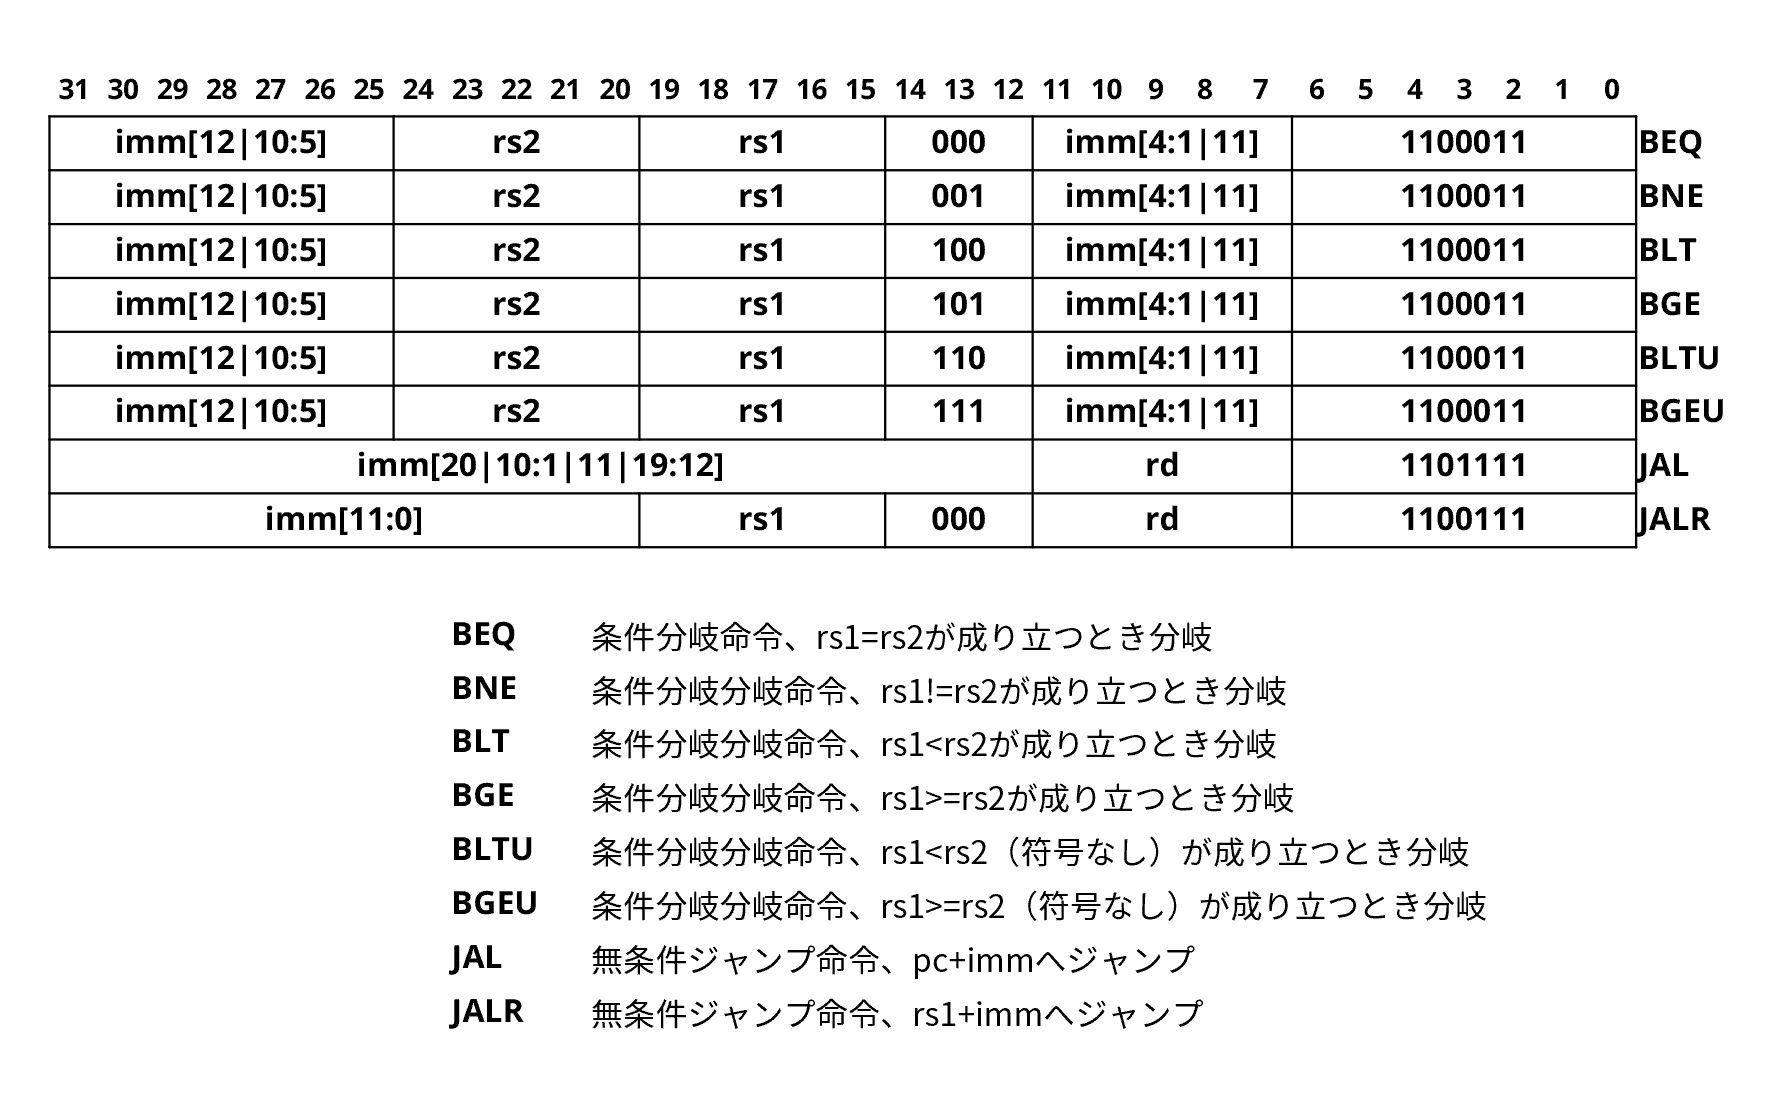 31 30 29 28 27 26 25 24 23 22 21 20 19 18 17 16 15 14 13 12 11 10 9 8 7 6 5 4 3 2 1 0
imm[12|10:5] rs2 rs1 000 imm[4:1|11] 1100011 BEQ
imm[12|10:5] rs2 rs1 001 imm[4:1|11] 1100011 BNE
imm[12|10:5] rs2 rs1 100 imm[4:1|11] 1100011 BLT
imm[12|10:5] rs2 rs1 101 imm[4:1|11] 1100011 BGE
imm[12|10:5] rs2 rs1 110 imm[4:1|11] 1100011 BLTU
imm[12|10:5] rs2 rs1 111 imm[4:1|11] 1100011 BGEU
imm[20|10:1|11|19:12] rd 1101111 JAL
imm[11:0] rs1 000 rd 1100111 JALR
BEQ 条件分岐命令、rs1=rs2が成り立つとき分岐
BNE 条件分岐分岐命令、rs1!=rs2が成り立つとき分岐
BLT 条件分岐分岐命令、rs1<rs2が成り立つとき分岐
BGE 条件分岐分岐命令、rs1>=rs2が成り立つとき分岐
BLTU 条件分岐分岐命令、rs1<rs2（符号なし）が成り立つとき分岐
BGEU 条件分岐分岐命令、rs1>=rs2（符号なし）が成り立つとき分岐
JAL 無条件ジャンプ命令、pc+immへジャンプ
JALR 無条件ジャンプ命令、rs1+immへジャンプ